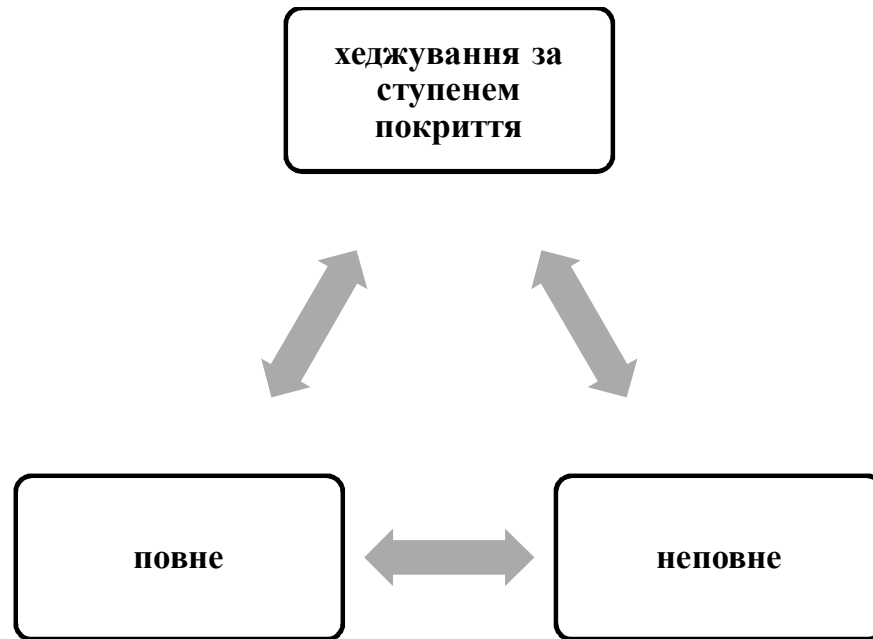 хеджування за
ступенем
покриття
повне
неповне